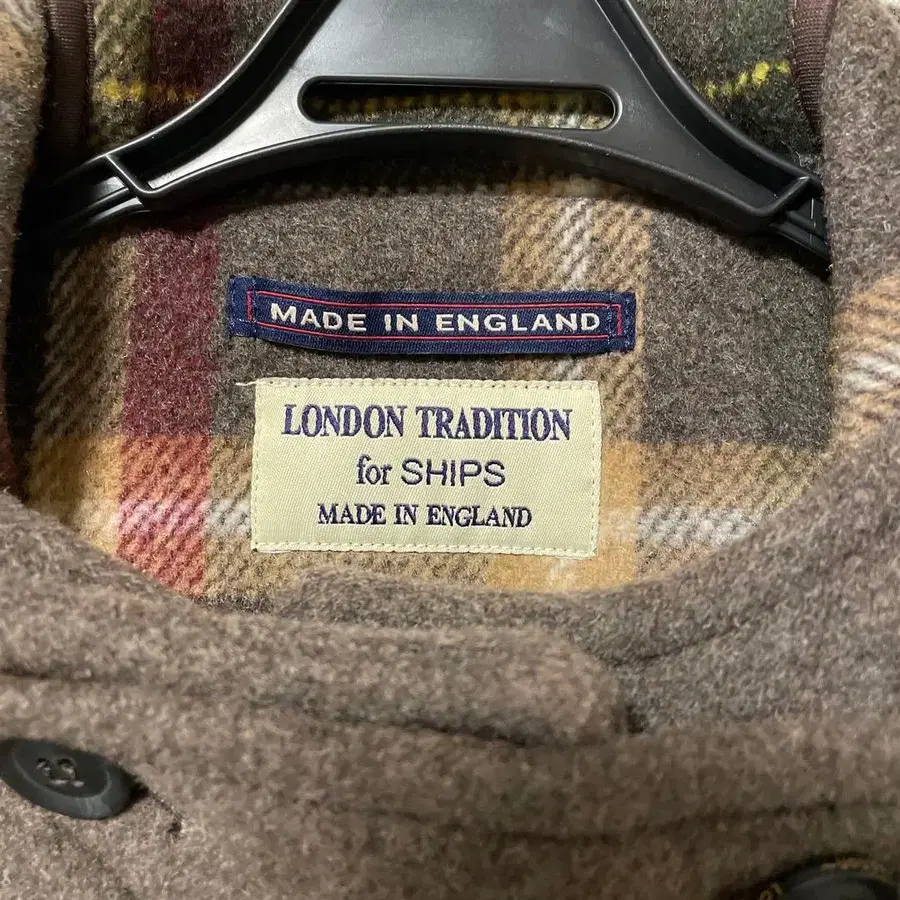 MADE IN ENGLAND
LONDON TRADITION
for SHIPS
MADE IN ENGLAND